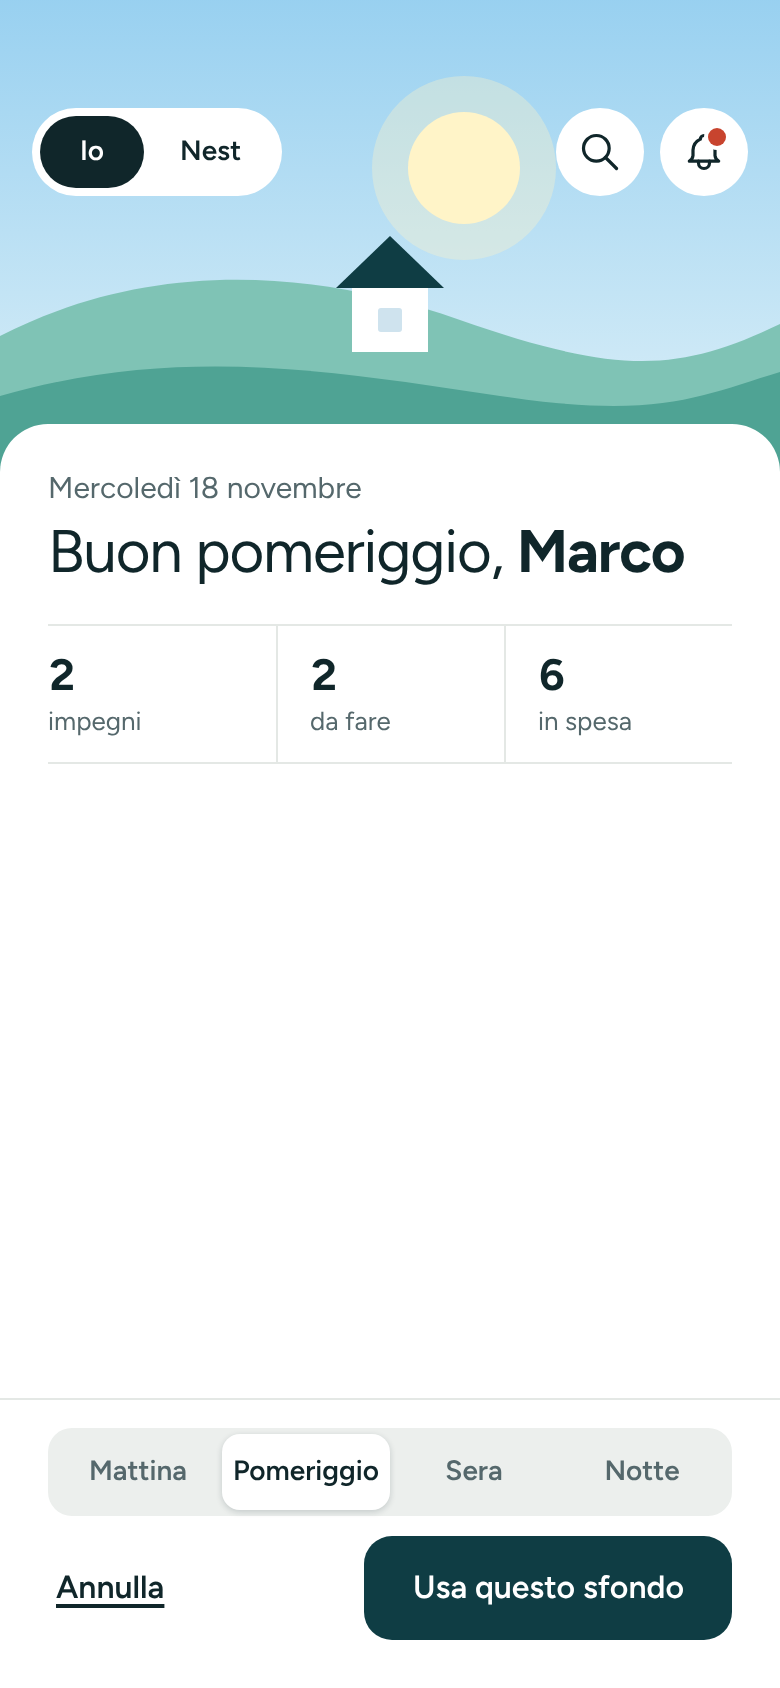 Io
Nest
Mercoledì 18 novembre
Buon pomeriggio, Marco
2
impegni
2
da fare
6
in spesa
Mattina
Pomeriggio
Sera
Notte
Annulla
Usa questo sfondo